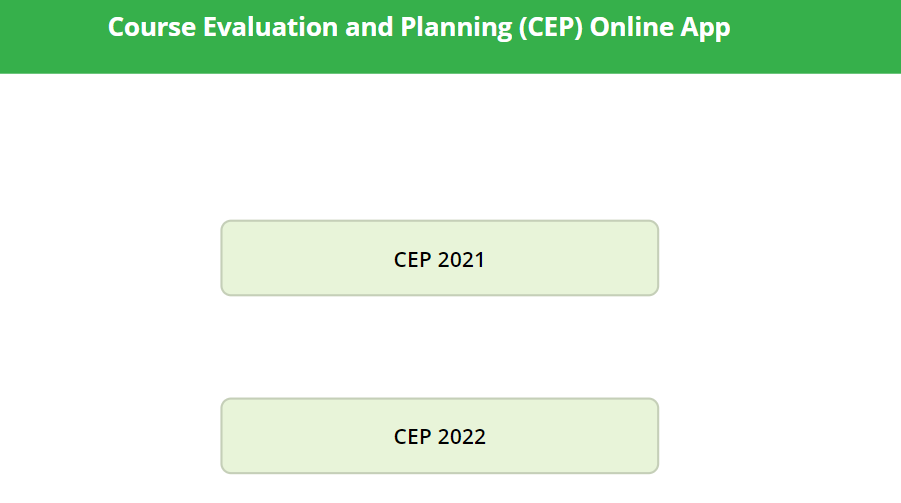 Course Evaluation and Planning (CEP) Online App
CEP 2021
CEP 2022